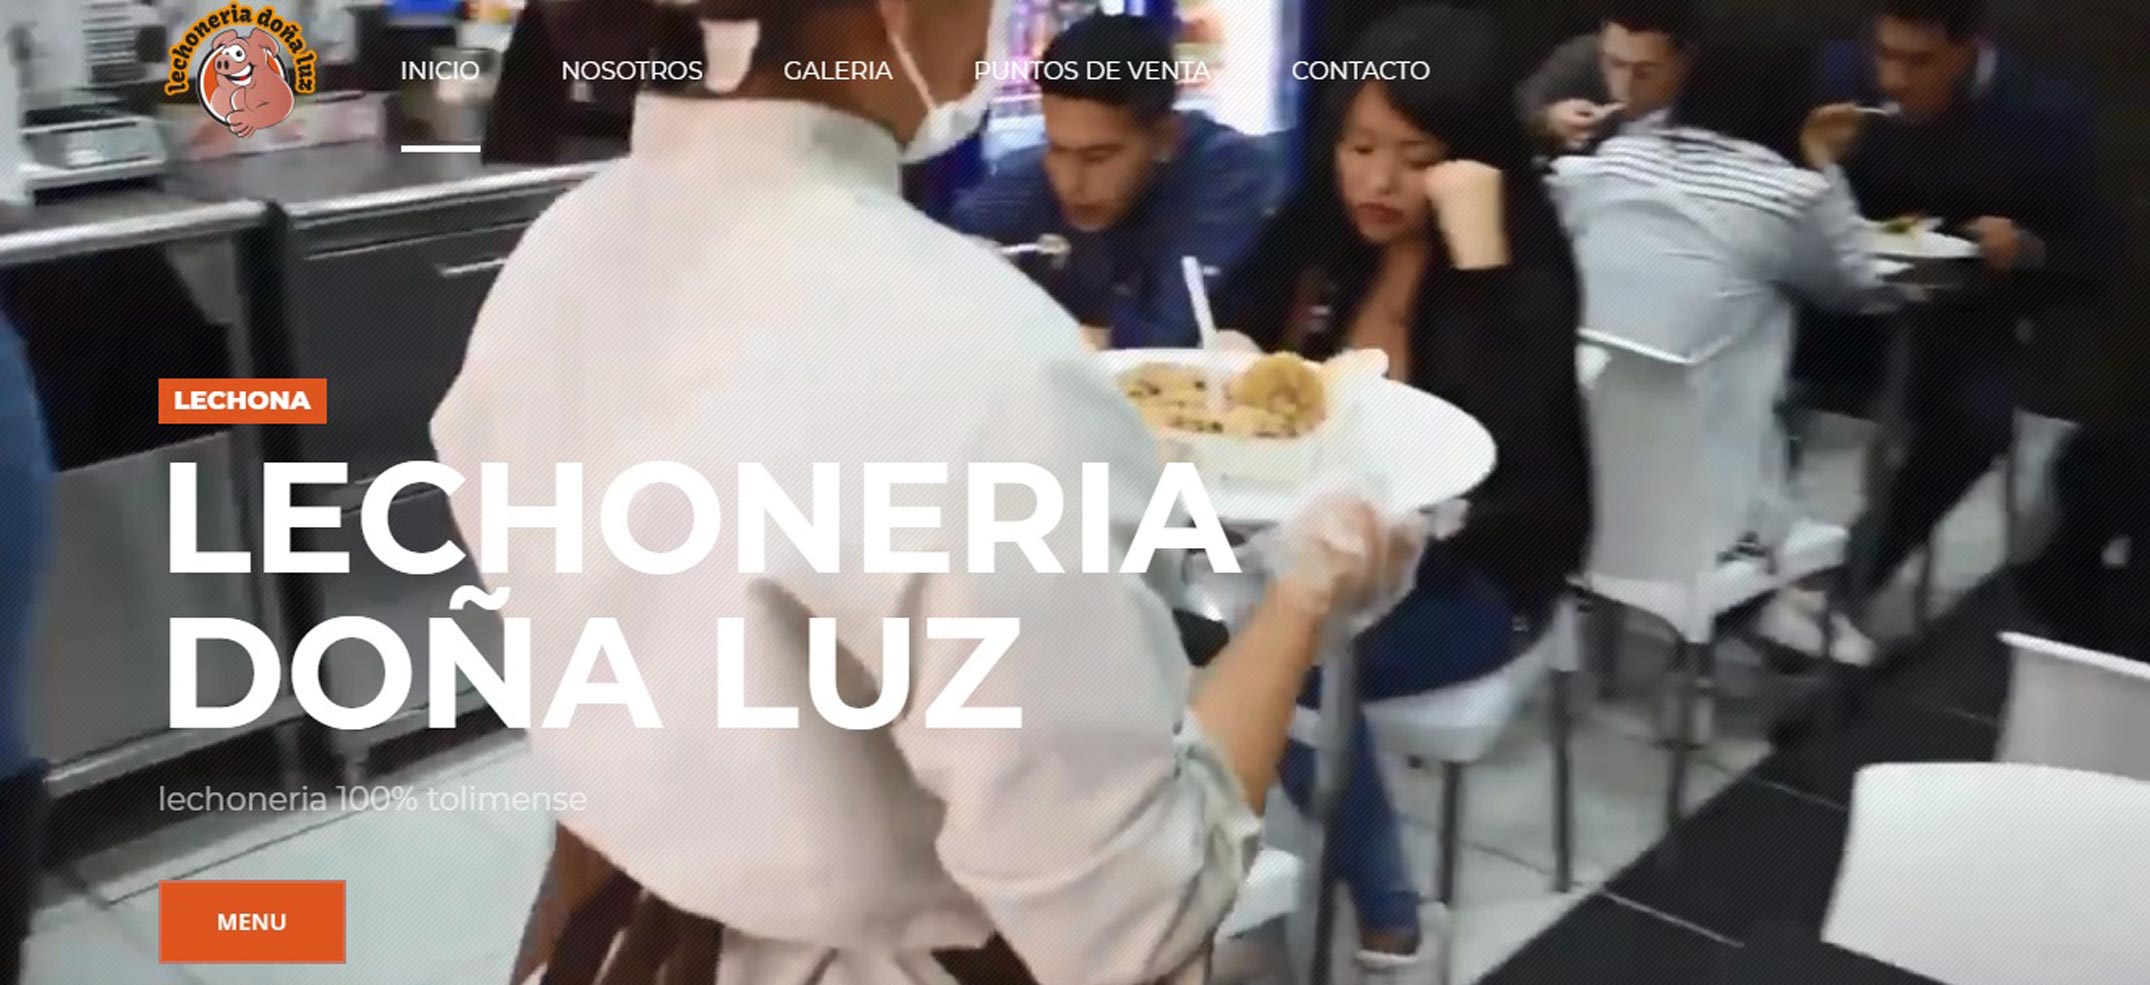 lechoneria doña luz
INICIO NOSOTROS GALERIA PUNTOS DE VENTA CONTACTO
LECHONA
LECHONERIA
DOÑA LUZ
lechoneria 100% tolimense
MENU